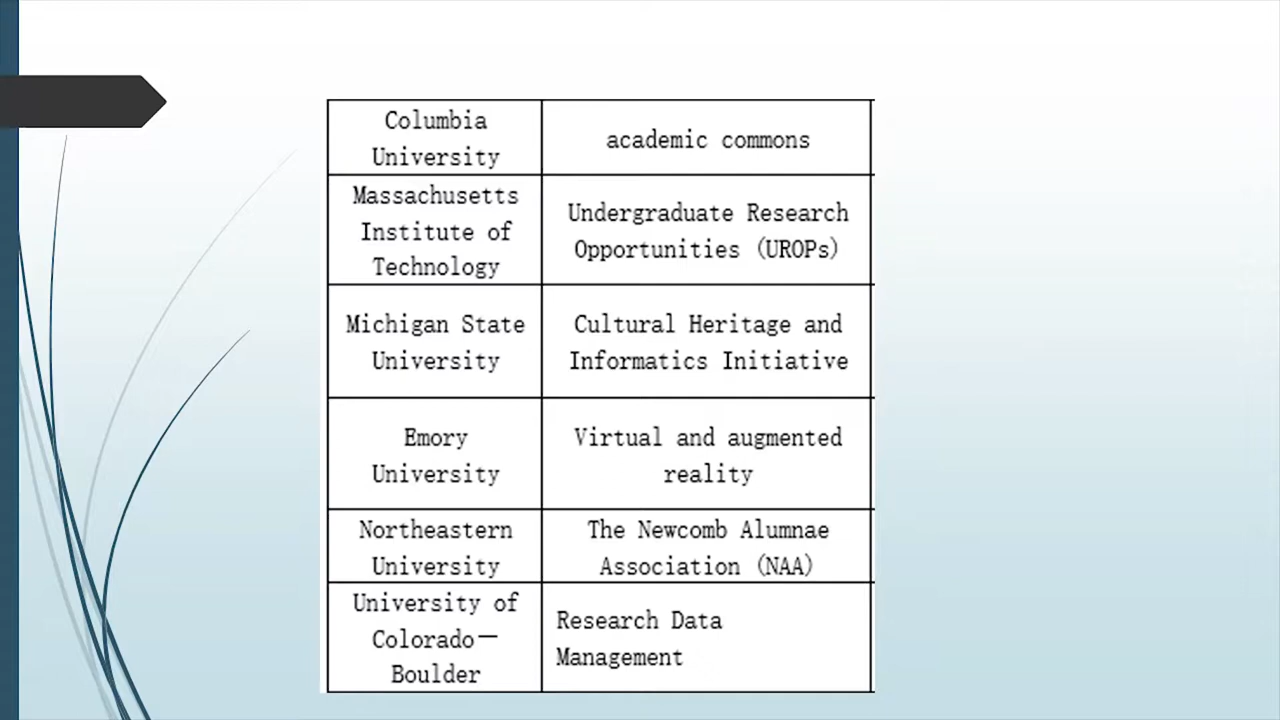 Columbia
University
academic commons
Massachusetts
Institute of
Technology
Undergraduate Research
Opportunities (UROPs)
Michigan State
University
Cultural Heritage and
Informatics Initiative
Emory
University
Virtual and augmented
reality
Northeastern
University
The Newcomb Alumnae
Association (NAA)
University of
Colorado—
Boulder
Research Data
Management